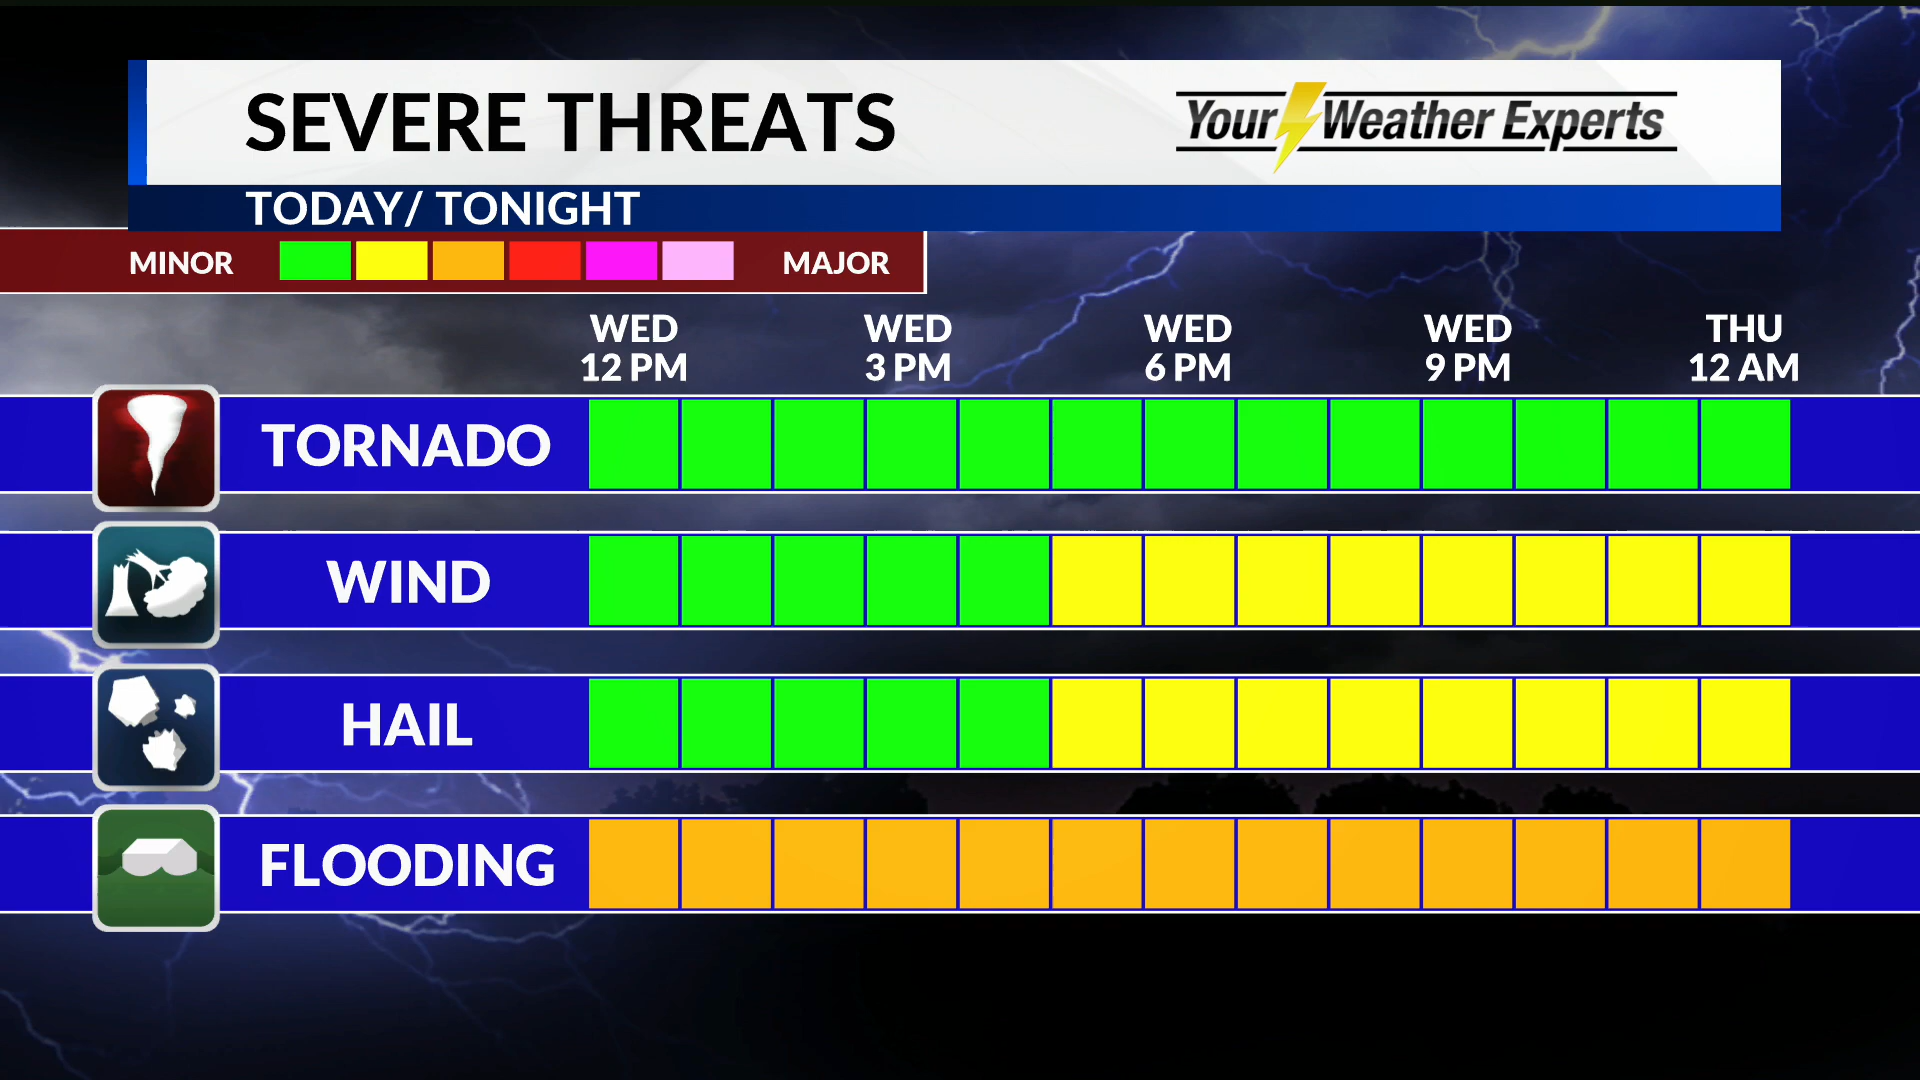 SEVERE THREATS
Your Weather Experts
TODAY/ TONIGHT
MINOR MAJOR
WED WED WED WED THU
12 PM 3 PM 6 PM 9 PM 12 AM
TORNADO
WIND
HAIL
FLOODING